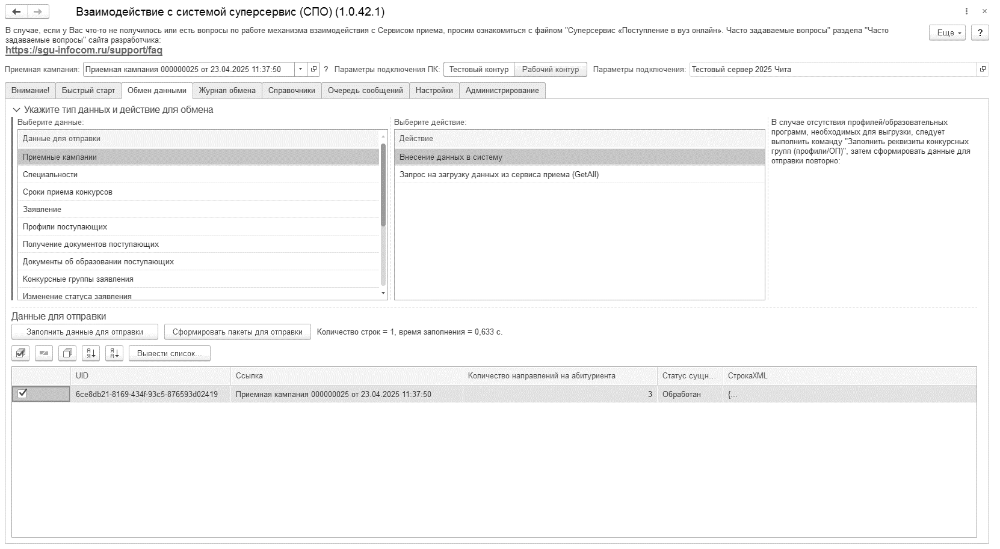 Взаимодействие с системой суперсервис (СПО) (1.0.42.1)
В случае, если у Вас что-то не получилось или есть вопросы по работе механизма взаимодействия с Сервисом приема, просим ознакомиться с файлом "Суперсервис «Поступление в вуз онлайн». Часто задаваемые вопросы" раздела "Часто
задаваемые вопросы" сайта разработчика:
https://sgu-infocom.ru/support/faq
Еще
?
Приемная кампания: Приемная кампания 000000025 от 23.04.2025 11:37:50 ? Параметры подключения ПК: Тестовый контур Рабочий контур Параметры подключения: Тестовый сервер 2025 Чита
Внимание! Быстрый старт Обмен данными Журнал обмена Справочники Очередь сообщений Настройки Администрирование
Укажите тип данных и действие для обмена
Выберите данные:
Данные для отправки
Приемные кампании
Специальности
Сроки приема конкурсов
Заявление
Профили поступающих
Получение документов поступающих
Документы об образовании поступающих
Конкурсные группы заявления
Изменение статуса заявления
Выберите действие:
Действие
Внесение данных в систему
Запрос на загрузку данных из сервиса приема (GetAll)
В случае отсутствия профилей/образовательных
программ, необходимых для выгрузки, следует
выполнить команду "Заполнить реквизиты конкурсных
групп (профили/ОП)", затем сформировать данные для
отправки повторно:
Данные для отправки
Заполнить данные для отправки Сформировать пакеты для отправки Количество строк = 1, время заполнения = 0,633 с.
А Я Я А Вывести список...
UID Ссылка Количество направлений на абитуриента Статус сущн... СтрокаXML
6ce8db21-8169-434f-93c5-876593d02419 Приемная кампания 000000025 от 23.04.2025 11:37:50 3 Обработан {...